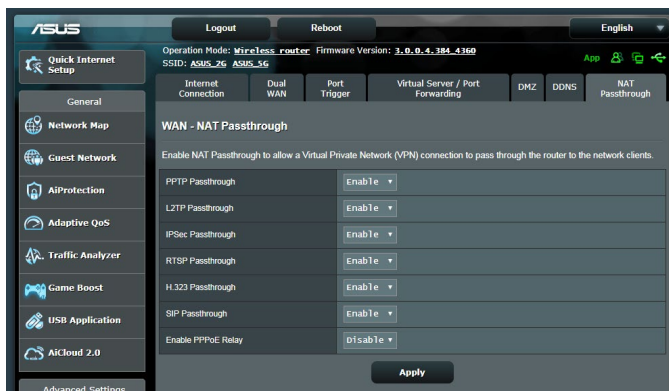 ASUS
Logout
Reboot
English
Quick Internet
Setup
Operation Mode: Wireless router Firmware Version: 3.0.0.4.384_4360
SSID: ASUS_2G ASUS_5G
App
General
Network Map
Guest Network
AiProtection
Adaptive QoS
Traffic Analyzer
Game Boost
USB Application
AiCloud 2.0
Advanced Settings
Internet
Connection
Dual
WAN
Port
Trigger
Virtual Server / Port
Forwarding
DMZ
DDNS
NAT
Passthrough
WAN - NAT Passthrough
Enable NAT Passthrough to allow a Virtual Private Network (VPN) connection to pass through the router to the network clients.
PPTP Passthrough Enable
L2TP Passthrough Enable
IPSec Passthrough Enable
RTSP Passthrough Enable
H.323 Passthrough Enable
SIP Passthrough Enable
Enable PPPoE Relay Disable
Apply